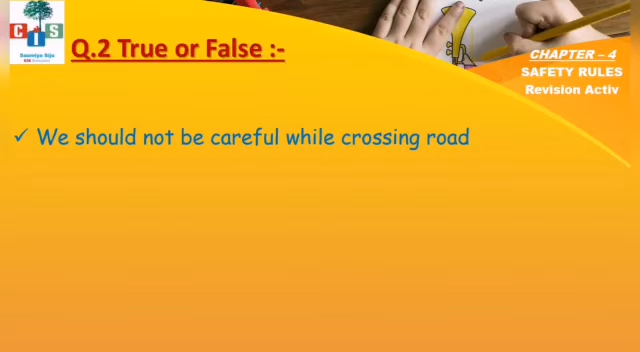 CIS
Q.2 True or False :-
CHAPTER – 4
SAFETY RULES
Revision Activ
✓ We should not be careful while crossing road